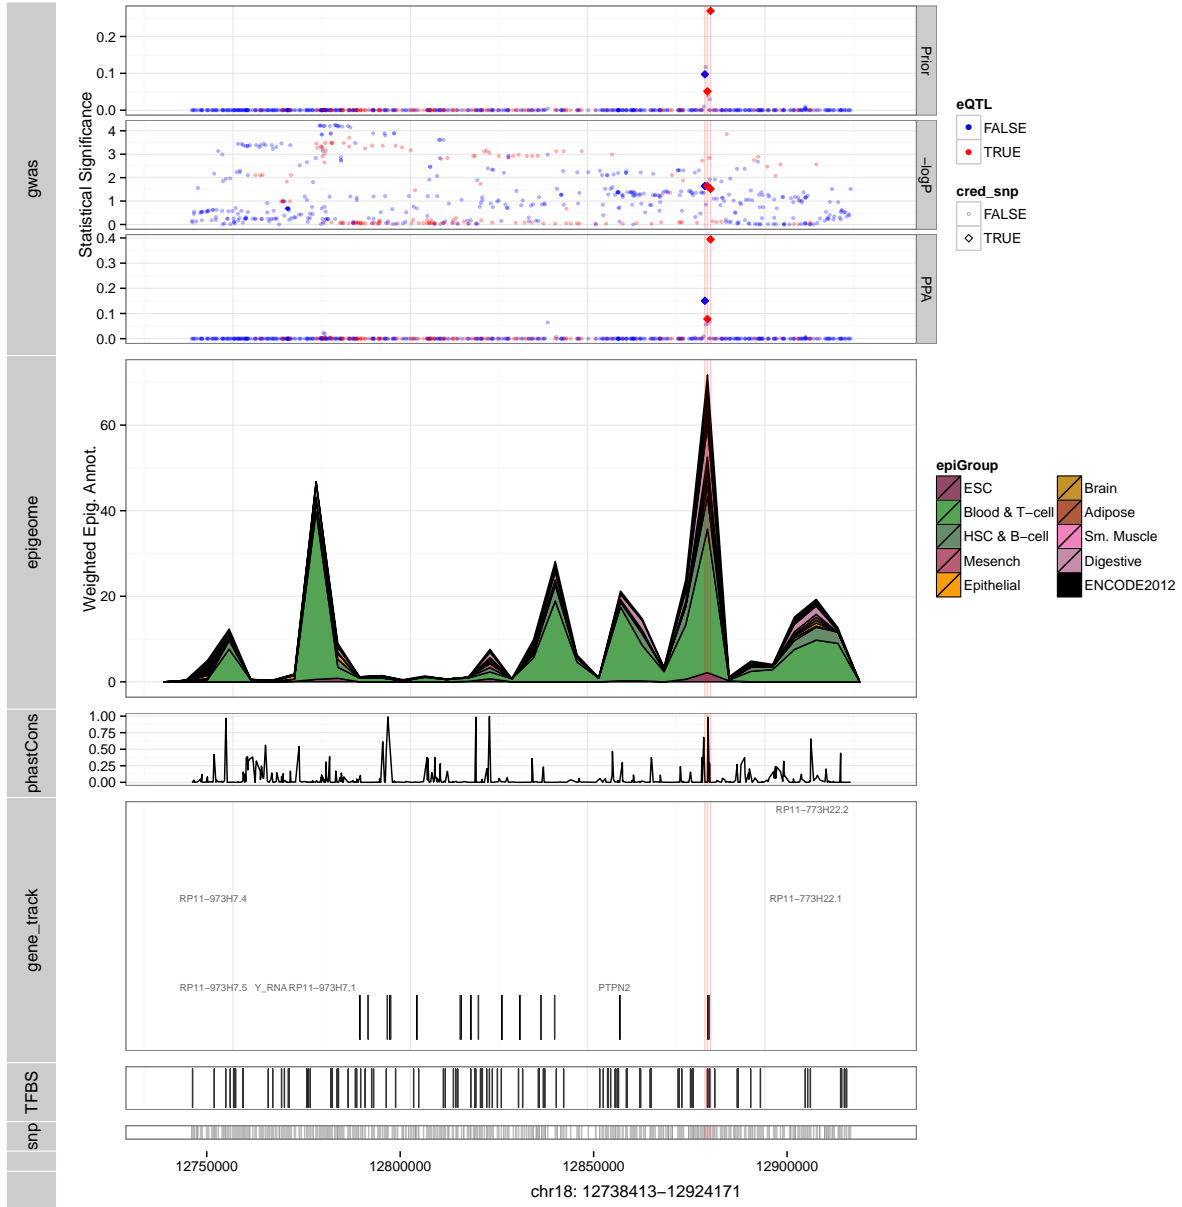 gwas
Statistical Significance
0.2
0.1
0.0
Prior
4
3
2
1
0
−logP
0.4
0.3
0.2
0.1
0.0
PPA
eQTL
FALSE
TRUE
cred_snp
FALSE
TRUE
epigeome
Weighted Epig. Annot.
60
40
20
0
epiGroup
ESC
Blood & T−cell
HSC & B−cell
Mesench
Epithelial
Brain
Adipose
Sm. Muscle
Digestive
ENCODE2012
phastCons
1.00
0.75
0.50
0.25
0.00
gene_track
RP11−773H22.2
RP11−973H7.4
RP11−773H22.1
RP11−973H7.5
Y_RNA
RP11−973H7.1
PTPN2
TFBS
snp
12750000
12800000
12850000
12900000
chr18: 12738413−12924171